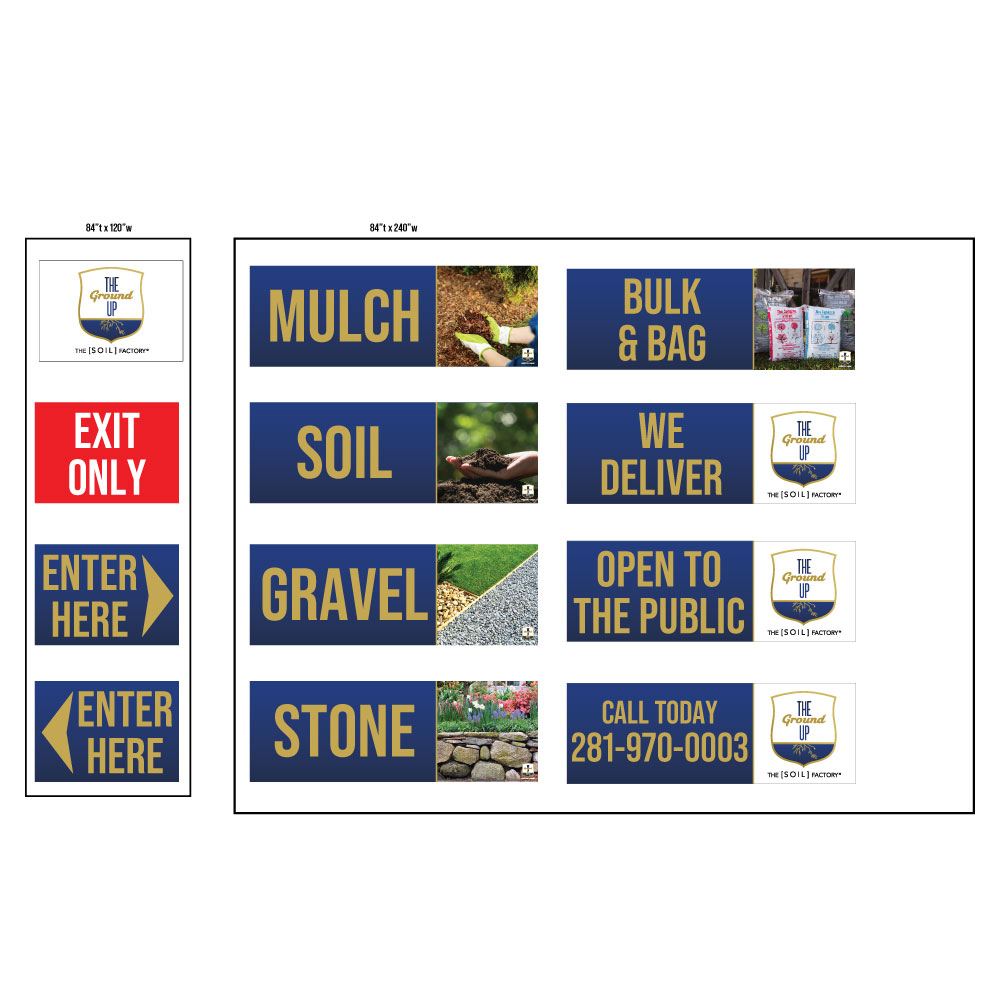 84"t x 120"w
THE
Ground
UP
THE [SOIL] FACTORY®
EXIT
ONLY
ENTER
HERE
ENTER
HERE
84"t x 240"w
MULCH
SOIL
GRAVEL
STONE
BULK
& BAG
WE
DELIVER
THE
Ground
UP
THE [SOIL] FACTORY®
OPEN TO
THE PUBLIC
THE
Ground
UP
THE [SOIL] FACTORY®
CALL TODAY
281-970-0003
THE
Ground
UP
THE [SOIL] FACTORY®